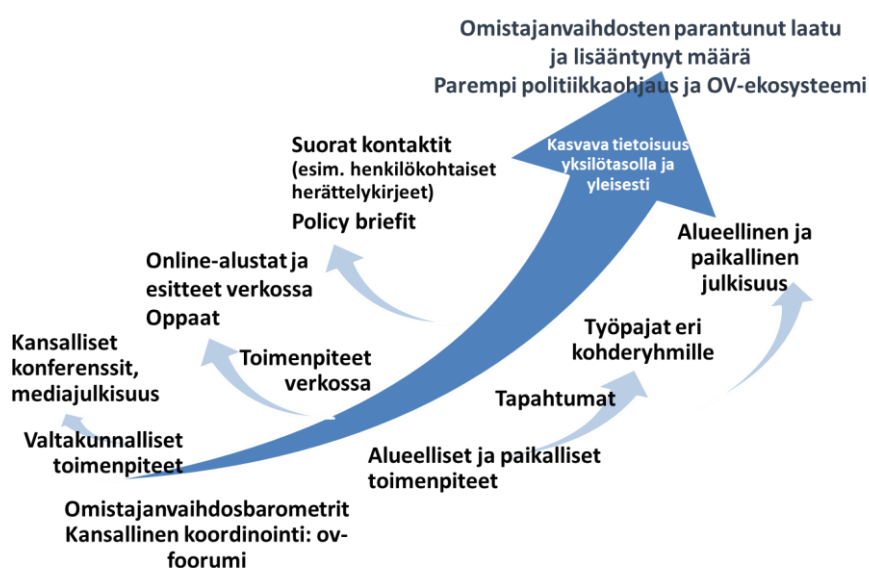 Omistajanvaihdosten parantunut laatu
ja lisääntynyt määrä
Parempi politiikkaohjaus ja OV-ekosysteemi
Kasvava tietoisuus
yksilötasolla ja
yleisesti
Suorat kontaktit
(esim. henkilökohtaiset
herättelykirjeet)
Policy briefit
Alueellinen ja
paikallinen
julkisuus
Online-alustat ja
esitteet verkossa
Oppaat
Työpajat eri
kohderyhmille
Kansalliset
konferenssit,
mediajulkisuus
Toimenpiteet
verkossa
Tapahtumat
Valtakunnalliset
toimenpiteet
Alueelliset ja paikalliset
toimenpiteet
Omistajanvaihdosbarometrit
Kansallinen koordinointi: ov-
foorumi